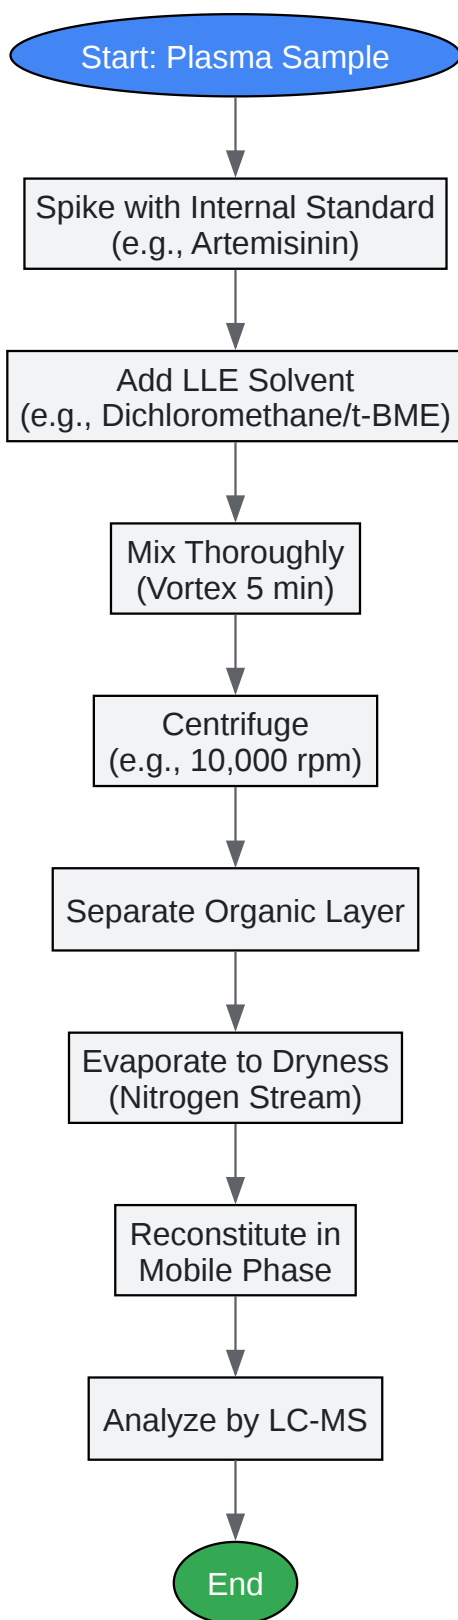 Start: Plasma Sample
Spike with Internal Standard
(e.g., Artemisinin)
Add LLE Solvent
(e.g., Dichloromethane/t-BME)
Mix Thoroughly
(Vortex 5 min)
Centrifuge
(e.g., 10,000 rpm)
Separate Organic Layer
Evaporate to Dryness
(Nitrogen Stream)
Reconstitute in
Mobile Phase
Analyze by LC-MS
End